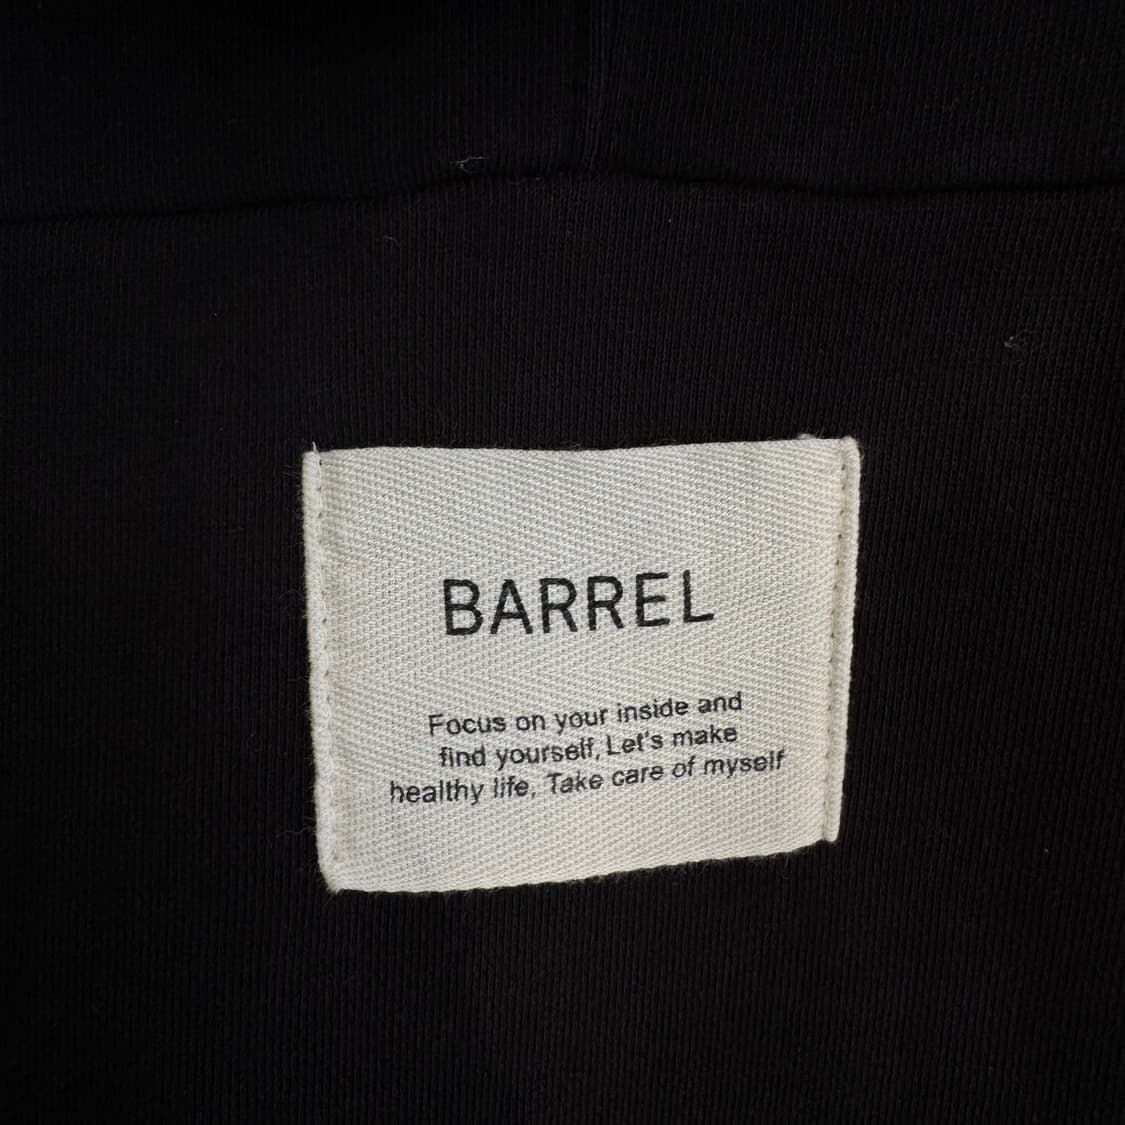 BARREL
Focus on your inside and
find yourself, Let's make
healthy life, Take care of myself